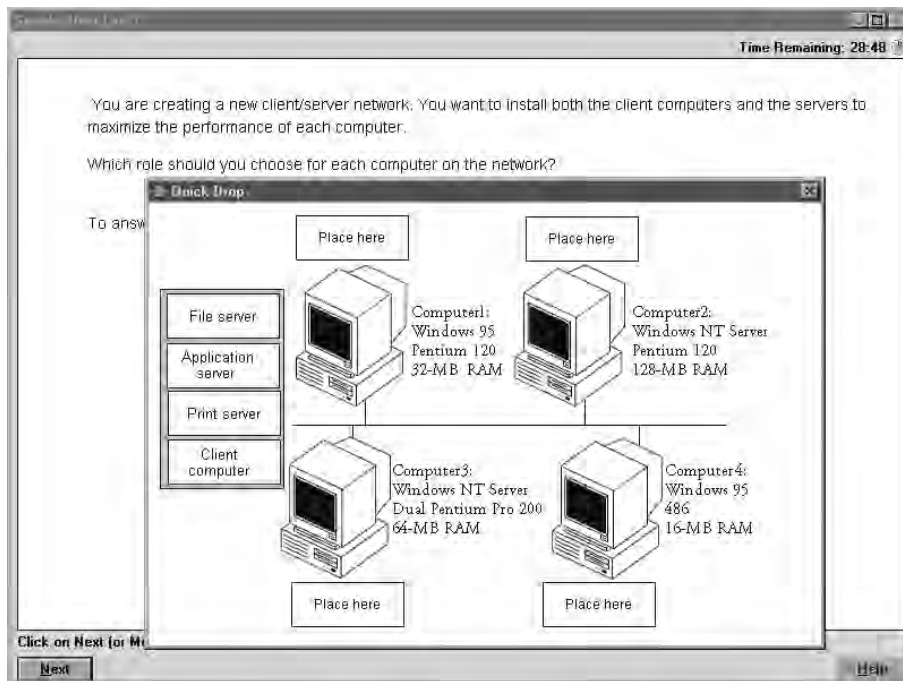 Time Remaining: 28:48
You are creating a new client/server network. You want to install both the client computers and the servers to
maximize the performance of each computer.
Which role should you choose for each computer on the network?
To answ
Quick Drop
Place here
Place here
File server
Application
server
Print server
Client
computer
Computer1:
Windows 95
Pentium 120
32-MB RAM
Computer2:
Windows NT Server
Pentium 120
128-MB RAM
Computer3:
Windows NT Server
Dual Pentium Pro 200
64-MB RAM
Computer4:
Windows 95
486
16-MB RAM
Place here
Place here
Click on Next (or Mo
Next
Help